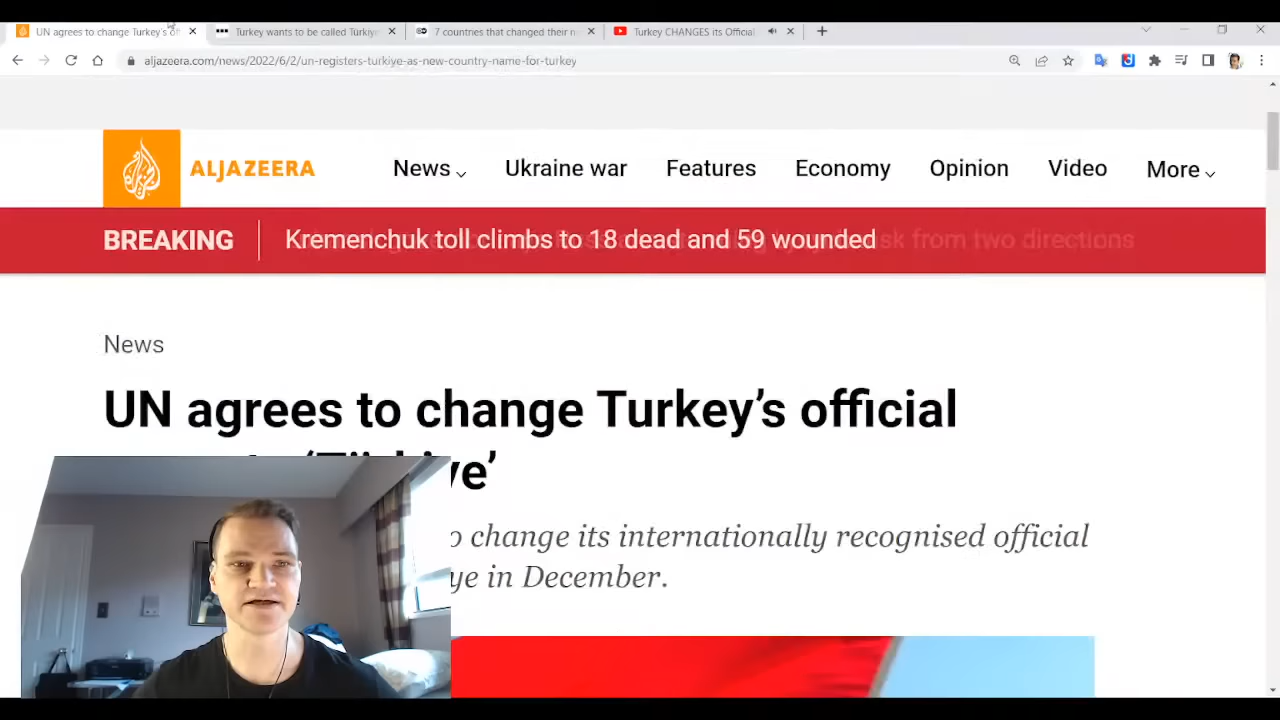 UN agrees to change Turkey's of
Turkey wants to be called Türkiye
7 countries that changed their n
Turkey CHANGES its Official
aljazeera.com/news/2022/6/2/un-registers-turkiye-as-new-country-name-for-turkey
ALJAZEERA
News
Ukraine war
Features
Economy
Opinion
Video
More
BREAKING
Kremenchuk toll climbs to 18 dead and 59 wounded
from two directions
News
UN agrees to change Turkey’s official
ye’
o change its internationally recognised official
ye in December.